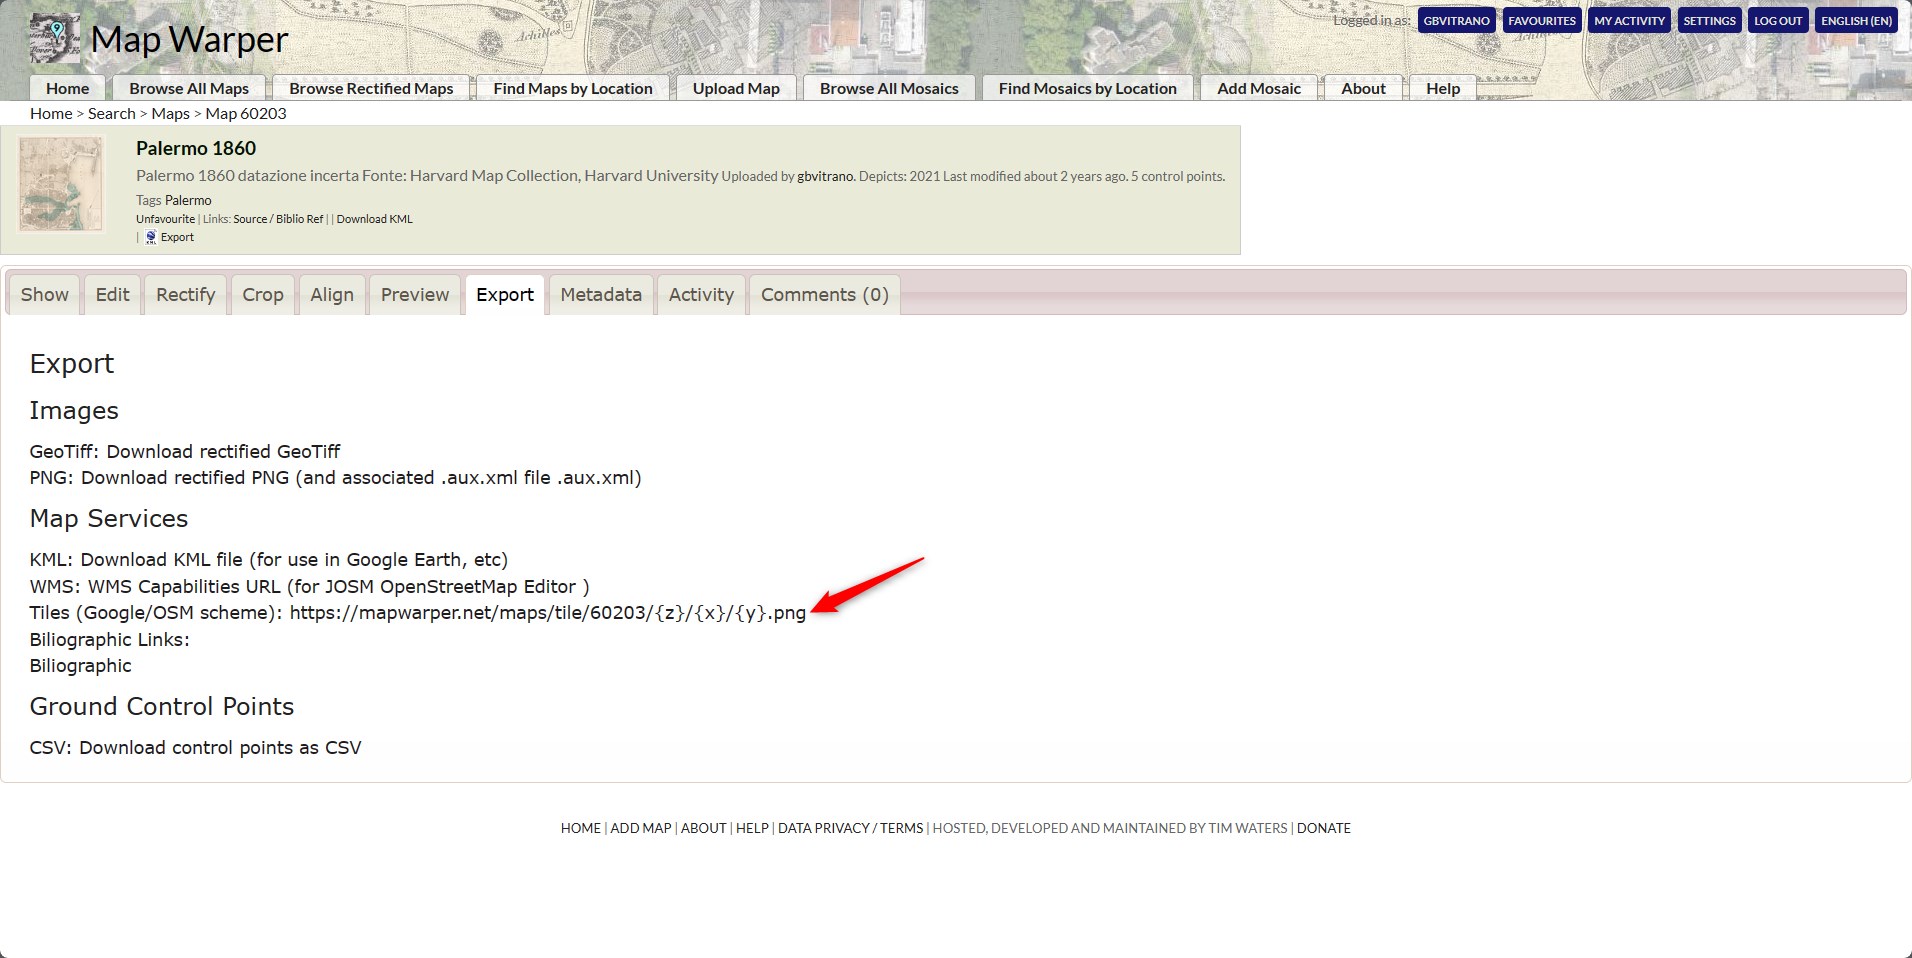 Logged in as: GBVITRANO FAVOURITES MY ACTIVITY SETTINGS LOG OUT ENGLISH (EN)
Map Warper
Achilles
Home Browse All Maps Browse Rectified Maps Find Maps by Location Upload Map Browse All Mosaics Find Mosaics by Location Add Mosaic About Help
Home > Search > Maps > Map 60203
Palermo 1860
Palermo 1860 datazione incerta Fonte: Harvard Map Collection, Harvard University Uploaded by gbvitrano. Depicts: 2021 Last modified about 2 years ago. 5 control points.
Tags Palermo
Unfavourite | Links: Source / Biblio Ref | | Download KML
| KML Export
Show Edit Rectify Crop Align Preview Export Metadata Activity Comments (0)
Export
Images
GeoTiff: Download rectified GeoTiff
PNG: Download rectified PNG (and associated .aux.xml file .aux.xml)
Map Services
KML: Download KML file (for use in Google Earth, etc)
WMS: WMS Capabilities URL (for JOSM OpenStreetMap Editor )
Tiles (Google/OSM scheme): https://mapwarper.net/maps/tile/60203/{z}/{x}/{y}.png
Biliographic Links:
Biliographic
Ground Control Points
CSV: Download control points as CSV
HOME | ADD MAP | ABOUT | HELP | DATA PRIVACY / TERMS | HOSTED, DEVELOPED AND MAINTAINED BY TIM WATERS | DONATE